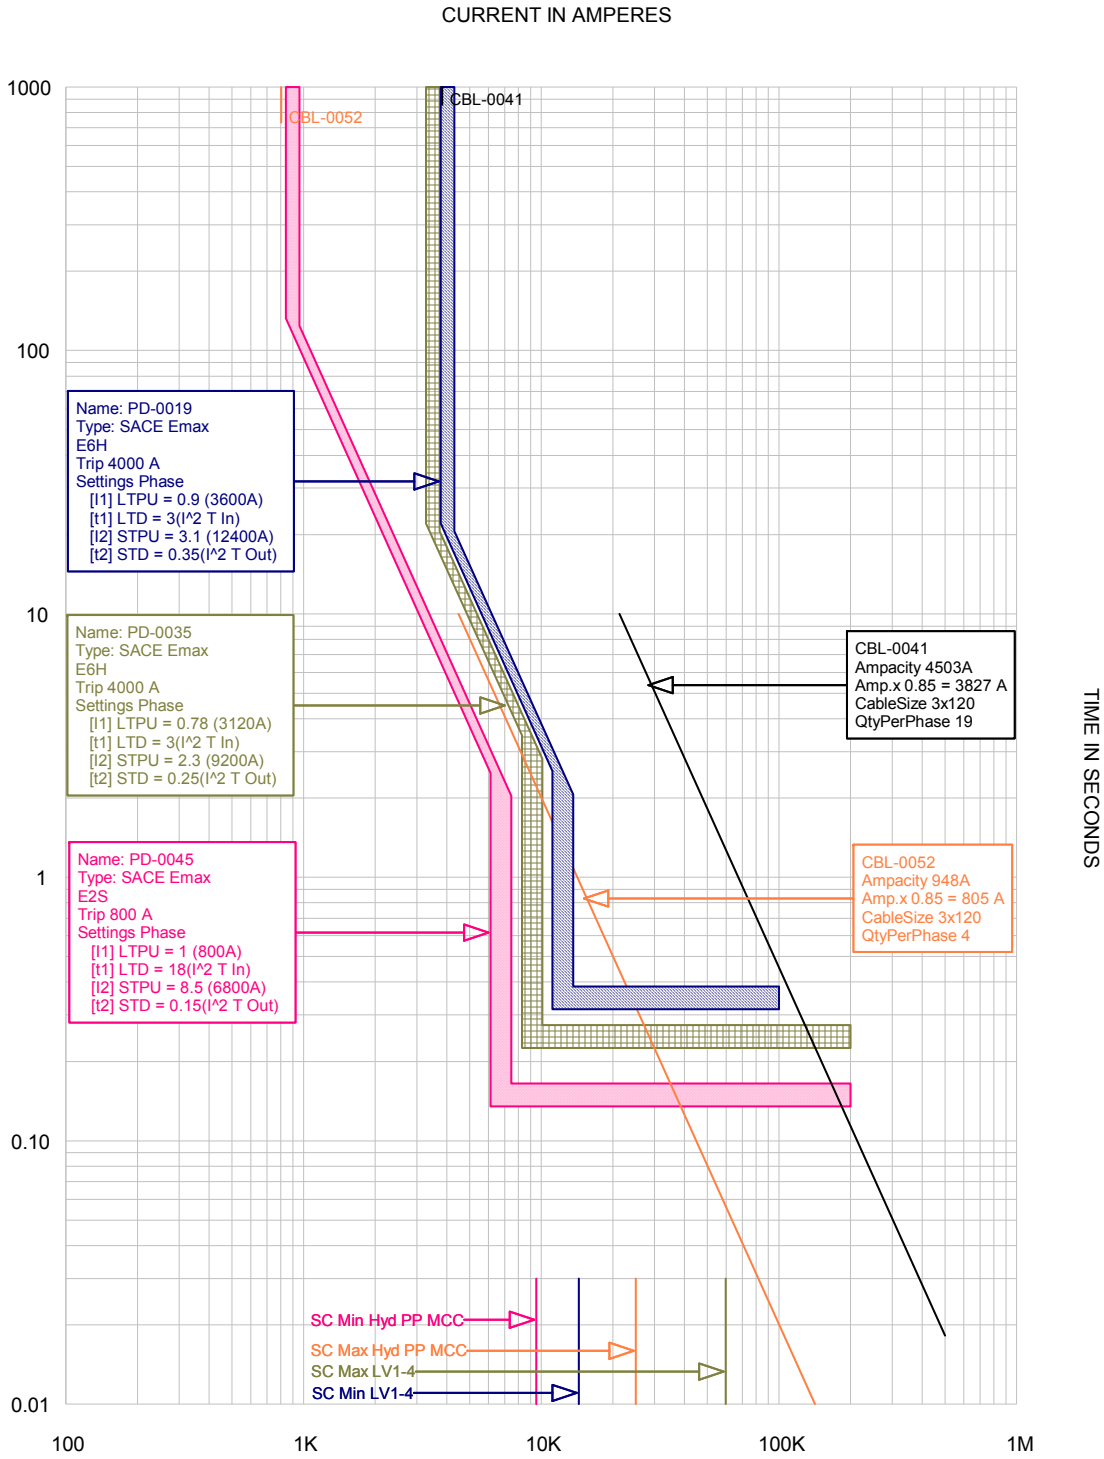 CURRENT IN AMPERES
1000
CBL-0041
CBL-0052
100
Name: PD-0019
Type: SACE Emax
E6H
Trip 4000 A
Settings Phase
[I1] LTPU = 0.9 (3600A)
[t1] LTD = 3(I^2 T In)
[I2] STPU = 3.1 (12400A)
[t2] STD = 0.35(I^2 T Out)
10
Name: PD-0035
Type: SACE Emax
E6H
Trip 4000 A
Settings Phase
[I1] LTPU = 0.78 (3120A)
[t1] LTD = 3(I^2 T In)
[I2] STPU = 2.3 (9200A)
[t2] STD = 0.25(I^2 T Out)
CBL-0041
Ampacity 4503A
Amp.x 0.85 = 3827 A
CableSize 3x120
QtyPerPhase 19
TIME IN SECONDS
Name: PD-0045
Type: SACE Emax
E2S
Trip 800 A
Settings Phase
[I1] LTPU = 1 (800A)
[t1] LTD = 18(I^2 T In)
[I2] STPU = 8.5 (6800A)
[t2] STD = 0.15(I^2 T Out)
1
CBL-0052
Ampacity 948A
Amp.x 0.85 = 805 A
CableSize 3x120
QtyPerPhase 4
0.10
SC Min Hyd PP MCC
SC Max Hyd PP MCC
SC Max LV1-4
SC Min LV1-4
0.01
100
1K
10K
100K
1M